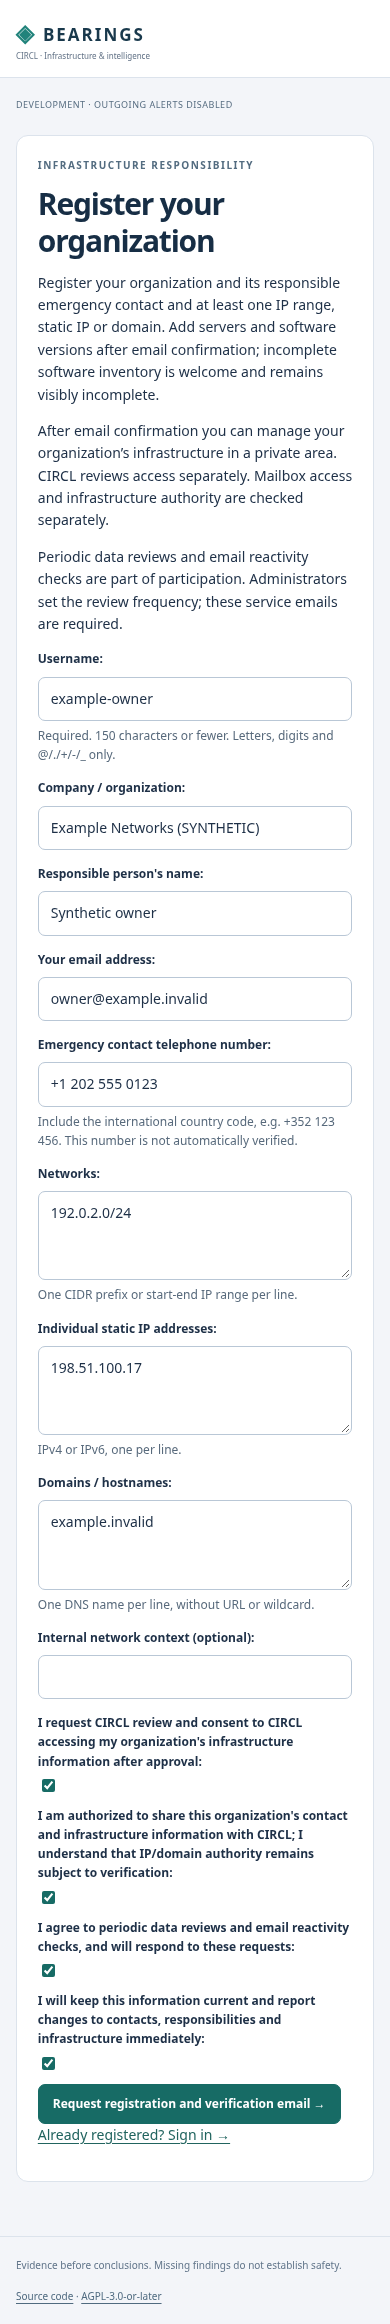 BEARINGS
CIRCL · Infrastructure & intelligence
DEVELOPMENT · OUTGOING ALERTS DISABLED
INFRASTRUCTURE RESPONSIBILITY
Register your
organization
Register your organization and its responsible
emergency contact and at least one IP range,
static IP or domain. Add servers and software
versions after email confirmation; incomplete
software inventory is welcome and remains
visibly incomplete.
After email confirmation you can manage your
organization’s infrastructure in a private area.
CIRCL reviews access separately. Mailbox access
and infrastructure authority are checked
separately.
Periodic data reviews and email reactivity
checks are part of participation. Administrators
set the review frequency; these service emails
are required.
Username:
example-owner
Required. 150 characters or fewer. Letters, digits and
@/./+/-/_ only.
Company / organization:
Example Networks (SYNTHETIC)
Responsible person's name:
Synthetic owner
Your email address:
owner@example.invalid
Emergency contact telephone number:
+1 202 555 0123
Include the international country code, e.g. +352 123
456. This number is not automatically verified.
Networks:
192.0.2.0/24
One CIDR prefix or start-end IP range per line.
Individual static IP addresses:
198.51.100.17
IPv4 or IPv6, one per line.
Domains / hostnames:
example.invalid
One DNS name per line, without URL or wildcard.
Internal network context (optional):
I request CIRCL review and consent to CIRCL
accessing my organization's infrastructure
information after approval:
I am authorized to share this organization's contact
and infrastructure information with CIRCL; I
understand that IP/domain authority remains
subject to verification:
I agree to periodic data reviews and email reactivity
checks, and will respond to these requests:
I will keep this information current and report
changes to contacts, responsibilities and
infrastructure immediately:
Request registration and verification email →
Already registered? Sign in →
Evidence before conclusions. Missing findings do not establish safety.
Source code · AGPL-3.0-or-later